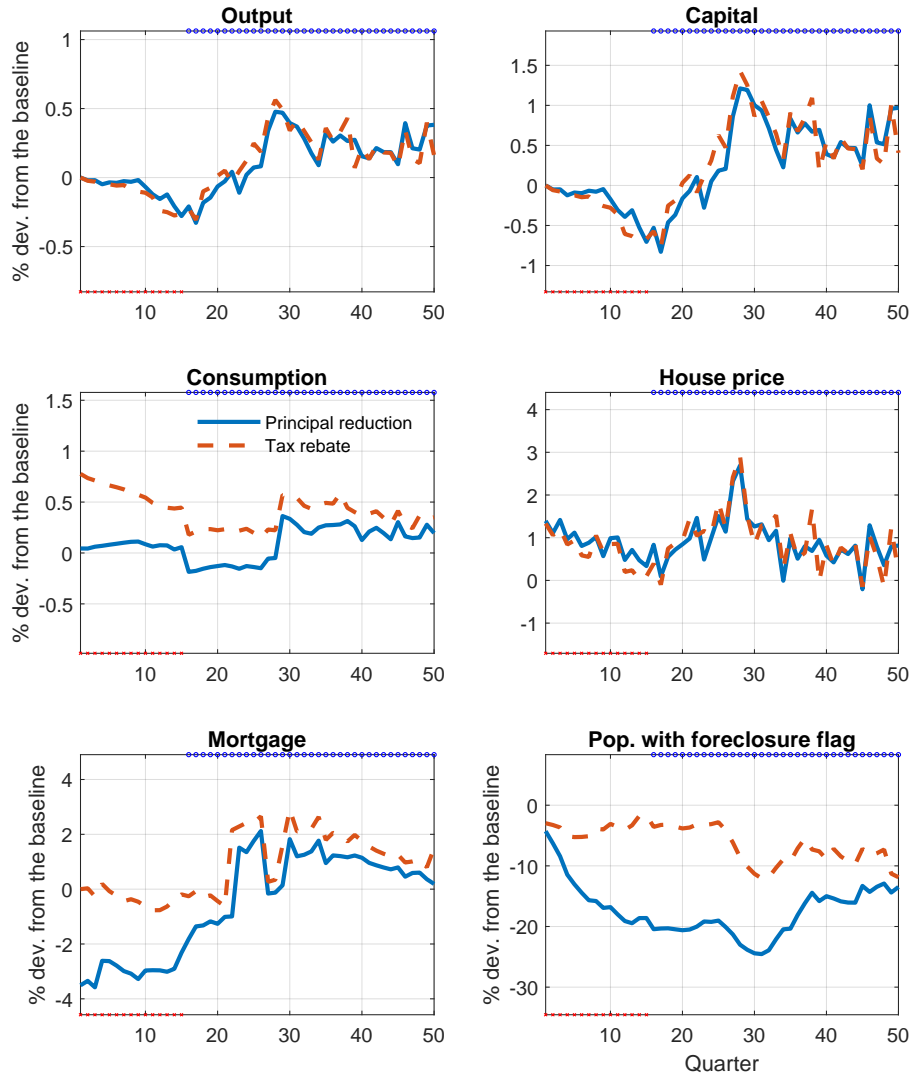 Output
Capital
% dev. from the baseline
1
0.5
0
-0.5
1.5
1
0.5
0
-0.5
-1
10 20 30 40 50
10 20 30 40 50
Consumption
House price
% dev. from the baseline
1.5
1
0.5
0
-0.5
Principal reduction
Tax rebate
4
3
2
1
0
-1
10 20 30 40 50
10 20 30 40 50
Mortgage
Pop. with foreclosure flag
% dev. from the baseline
4
2
0
-2
-4
% dev. from the baseline
0
-10
-20
-30
10 20 30 40 50
10 20 30 40 50
Quarter